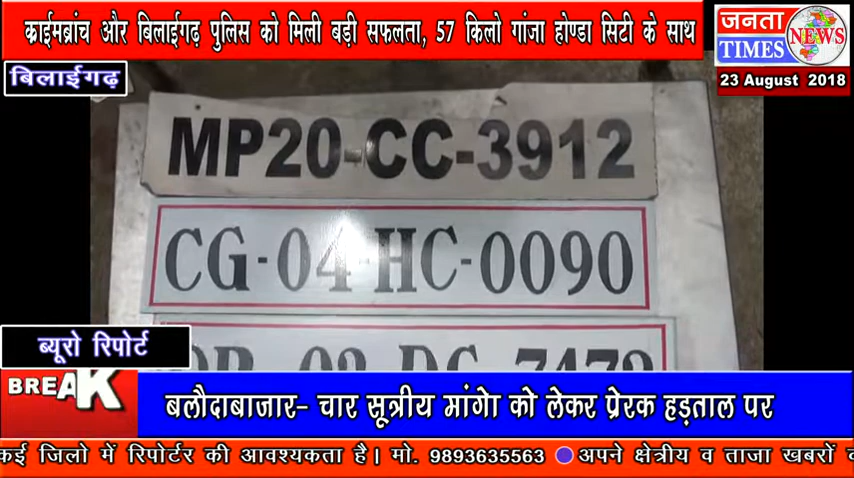 क्राईमब्रांच और बिलाईगढ़ पुलिस को मिली बड़ी सफलता, 57 किलो गांजा होण्डा सिटी के साथ
जनता
TIMES
NEWS
23 August 2018
बिलाईगढ़
MP20-CC-3912
CG-04-HC-0090
ब्यूरो रिपोर्ट
BREAK
बलौदाबाजार- चार सूत्रीय मांगेा को लेकर प्रेरक हड़ताल पर
कई जिलो में रिपोर्टर की आवश्यकता है। मो. 9893635563 अपने क्षेत्रीय व ताजा खबरों